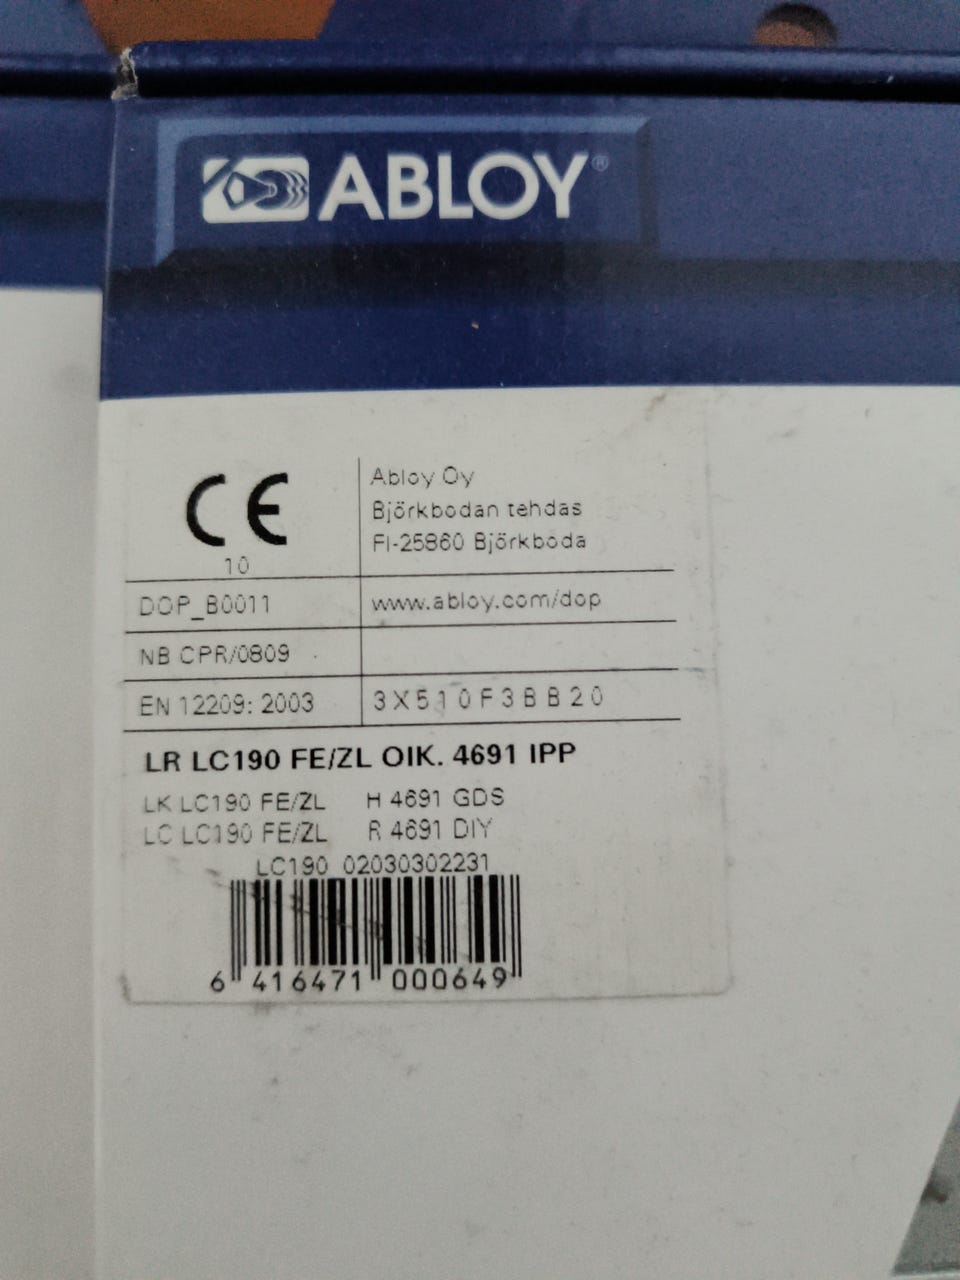 ABLOY®
CE
10
Abloy Oy
Björkbodan tehdas
FI-25860 Björkboda
DOP_B0011 www.abloy.com/dop
NB CPR/0809
EN 12209: 2003 3X510F3BB20
LR LC190 FE/ZL OIK. 4691 IPP
LK LC190 FE/ZL H 4691 GDS
LC LC190 FE/ZL R 4691 DIY
LC190 02030302231
6 416471 000649